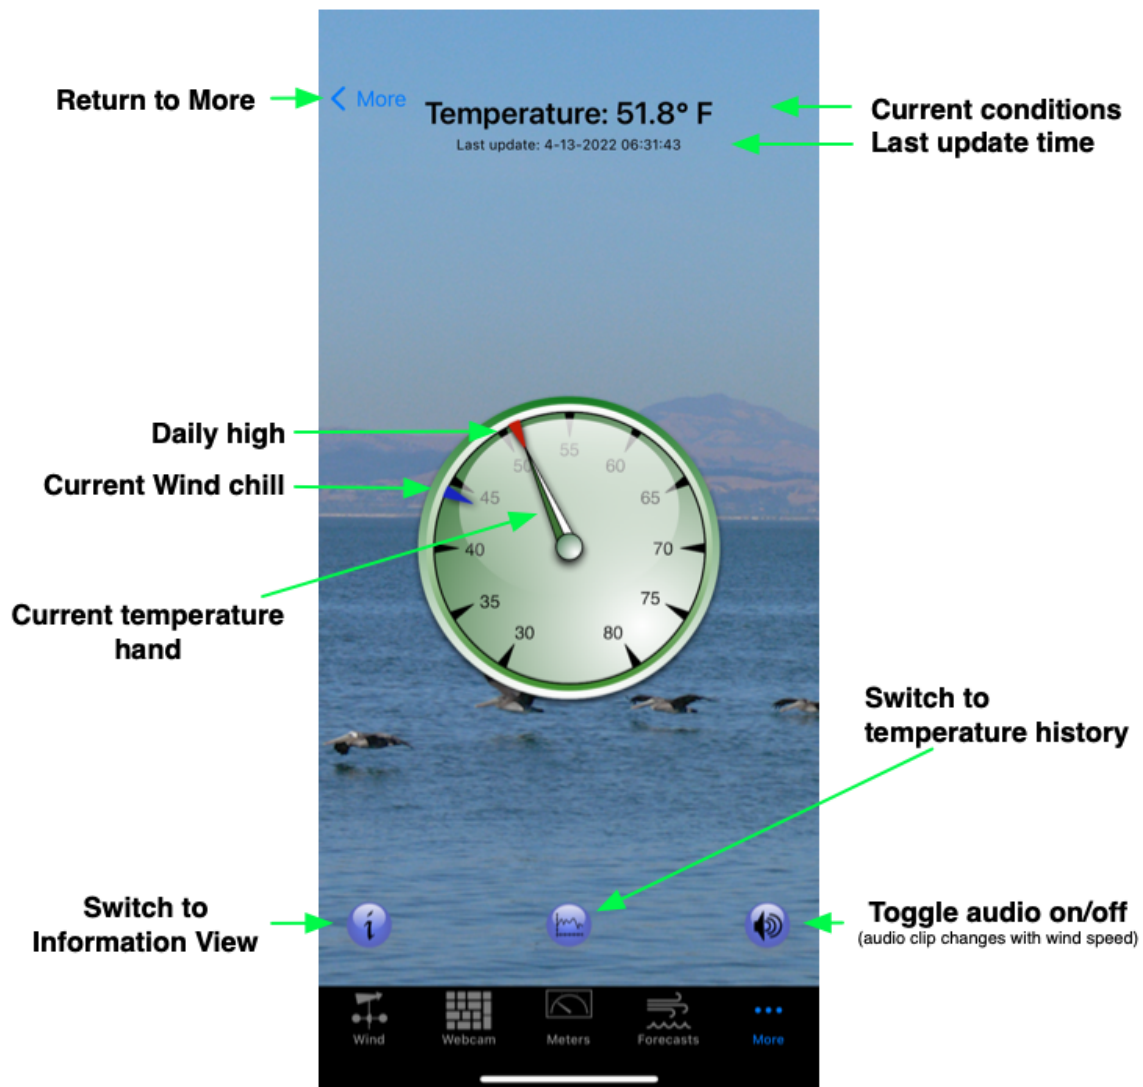 Return to More
More
Temperature: 51.8° F
Last update: 4-13-2022 06:31:43
Current conditions
Last update time
Daily high
Current Wind chill
Current temperature
hand
30
35
40
45
50
55
60
65
70
75
80
Switch to
temperature history
Switch to
Information View
i
Toggle audio on/off
(audio clip changes with wind speed)
Wind
Webcam
Meters
Forecasts
More